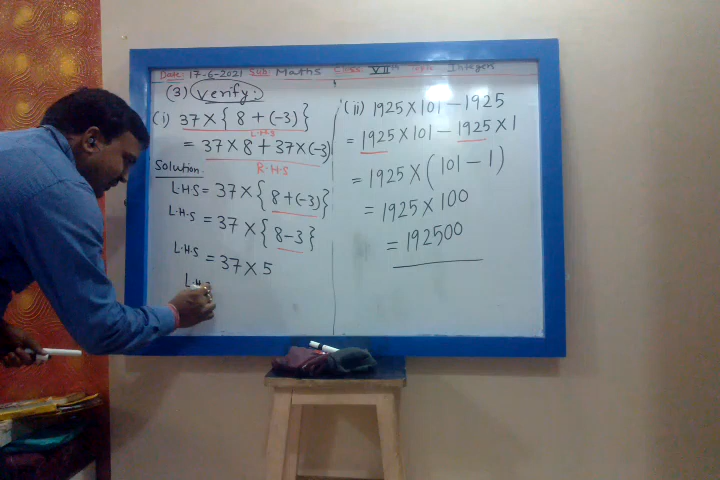 Date: 17-6-2021 Sub: Maths Class: VIIth Topic Integers
(3) Verify:
(i) 37 × { 8 + (-3) }
L.H.S
= 37 × 8 + 37 × (-3)
R.H.S
Solution.
L.H.S = 37 × { 8 + (-3) }
L.H.S = 37 × { 8 - 3 }
L.H.S = 37 × 5
L.H.
(ii) 1925 × 101 - 1925
= 1925 × 101 - 1925 × 1
= 1925 × ( 101 - 1 )
= 1925 × 100
= 192500